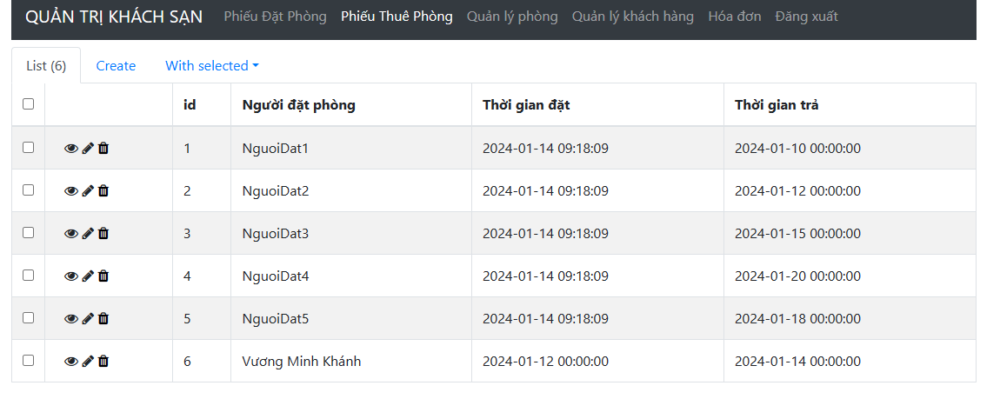 QUẢN TRỊ KHÁCH SẠN Phiếu Đặt Phòng Phiếu Thuê Phòng Quản lý phòng Quản lý khách hàng Hóa đơn Đăng xuất
List (6) Create With selected
id Người đặt phòng Thời gian đặt Thời gian trả
1 NguoiDat1 2024-01-14 09:18:09 2024-01-10 00:00:00
2 NguoiDat2 2024-01-14 09:18:09 2024-01-12 00:00:00
3 NguoiDat3 2024-01-14 09:18:09 2024-01-15 00:00:00
4 NguoiDat4 2024-01-14 09:18:09 2024-01-20 00:00:00
5 NguoiDat5 2024-01-14 09:18:09 2024-01-18 00:00:00
6 Vương Minh Khánh 2024-01-12 00:00:00 2024-01-14 00:00:00